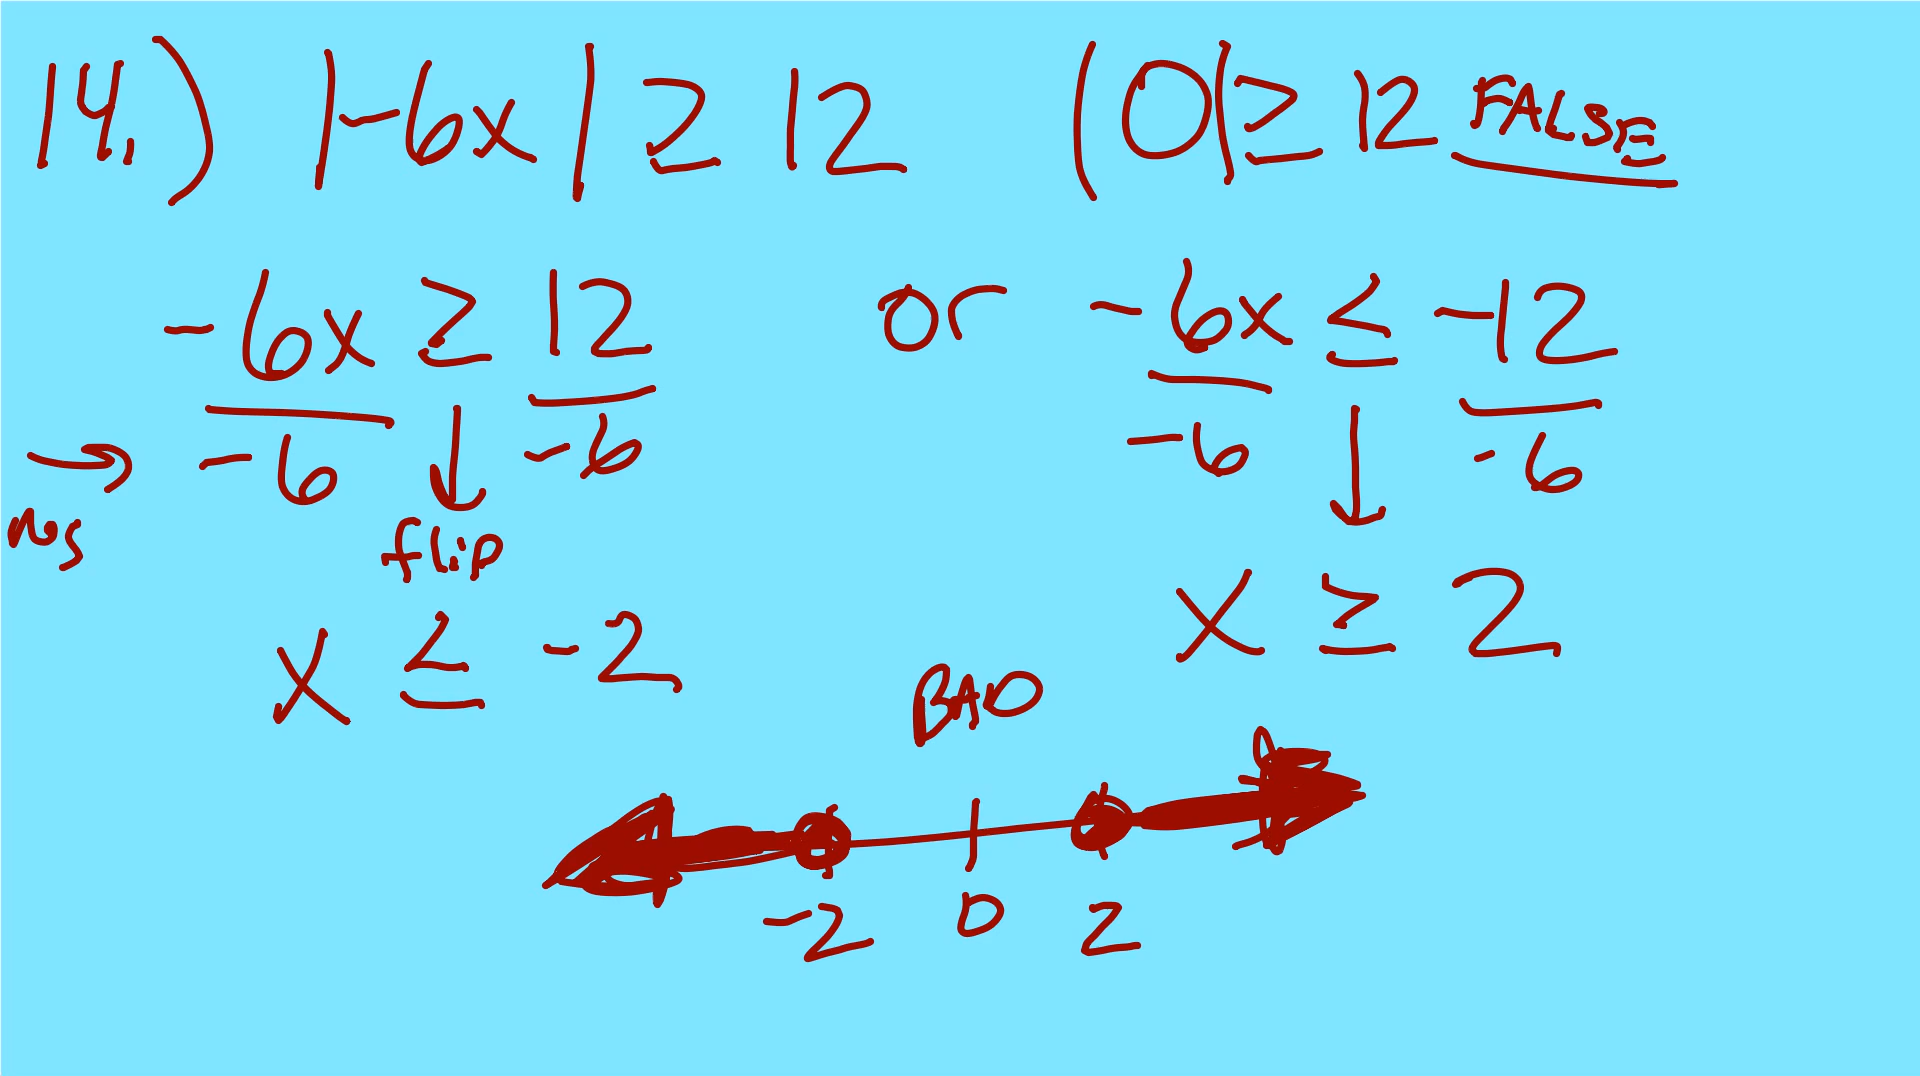 14.) |-6x| ≥ 12 |0| ≥ 12 FALSE
-6x ≥ 12 or -6x ≤ -12
→ -6 -6 -6 -6
neg flip
x ≤ -2 x ≥ 2
BAD
-2 0 2